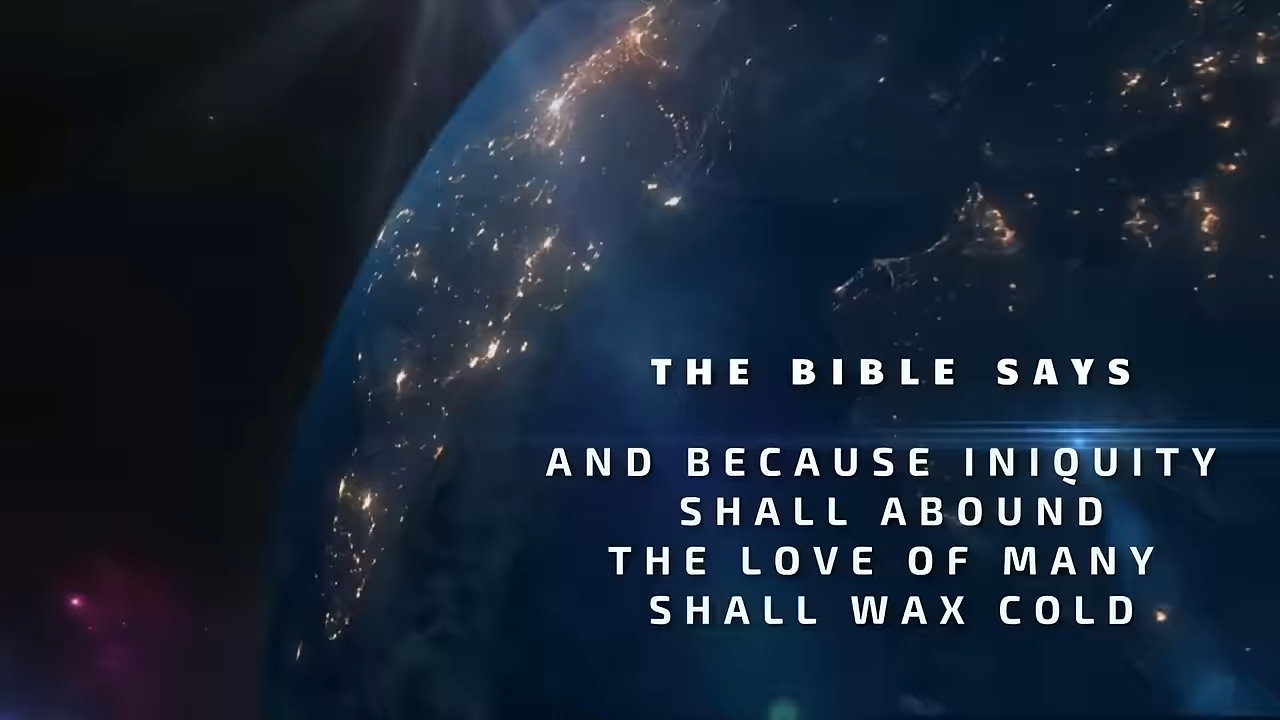 THE BIBLE SAYS
AND BECAUSE INIQUITY
SHALL ABOUND
THE LOVE OF MANY
SHALL WAX COLD